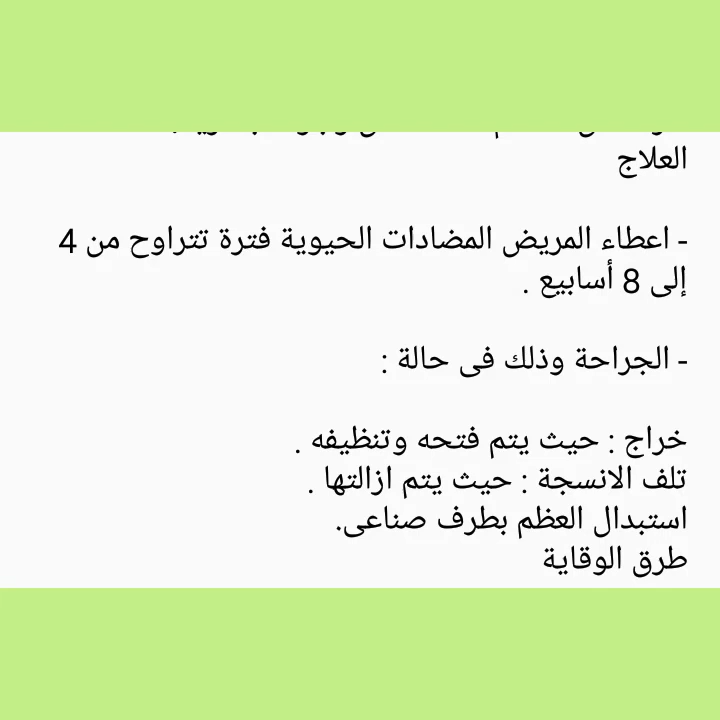 العلاج
- اعطاء المريض المضادات الحيوية فترة تتراوح من 4
إلى 8 أسابيع .
- الجراحة وذلك فى حالة :
خراج : حيث يتم فتحه وتنظيفه .
تلف الانسجة : حيث يتم ازالتها .
استبدال العظم بطرف صناعى.
طرق الوقاية